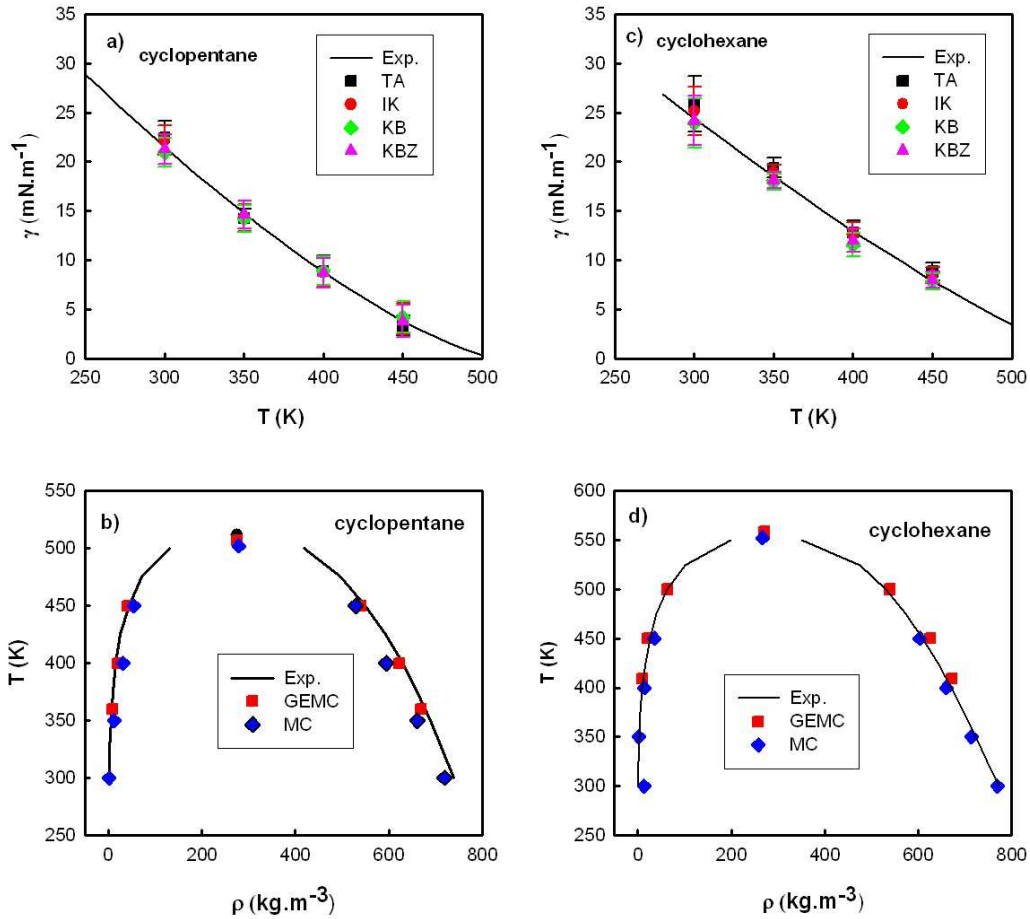 a)
cyclopentane
Exp.
TA
IK
KB
KBZ
35
30
25
20
15
10
5
0
γ (mN.m-1)
250 300 350 400 450 500
T (K)
c)
cyclohexane
Exp.
TA
IK
KB
KBZ
35
30
25
20
15
10
5
0
γ (mN.m-1)
250 300 350 400 450 500
T (K)
b)
cyclopentane
Exp.
GEMC
MC
550
500
450
400
350
300
250
T (K)
0 200 400 600 800
ρ (kg.m-3)
d)
cyclohexane
Exp.
GEMC
MC
600
550
500
450
400
350
300
250
T (K)
0 200 400 600 800
ρ (kg.m-3)